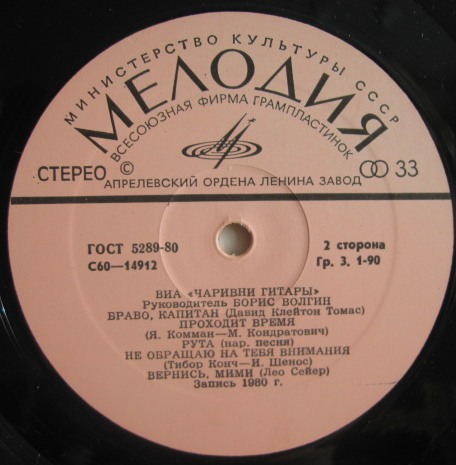 МИНИСТЕРСТВО КУЛЬТУРЫ СССР
МЕЛОДИЯ
ВСЕСОЮЗНАЯ ФИРМА ГРАМПЛАСТИНОК
СТЕРЕО © 33
АПРЕЛЕВСКИЙ ОРДЕНА ЛЕНИНА ЗАВОД
ГОСТ 5289-80 2 сторона
С60—14912 Гр. 3. 1-90
ВИА «ЧАРИВНИ ГИТАРЫ»
Руководитель БОРИС ВОЛГИН
БРАВО, КАПИТАН (Давид Клейтон Томас)
ПРОХОДИТ ВРЕМЯ
(Я. Комман—М. Кондратович)
РУТА (нар. песня)
НЕ ОБРАЩАЮ НА ТЕБЯ ВНИМАНИЯ
(Тибор Конч—И. Шенос)
ВЕРНИСЬ, МИМИ (Лео Сейер)
Запись 1980 г.